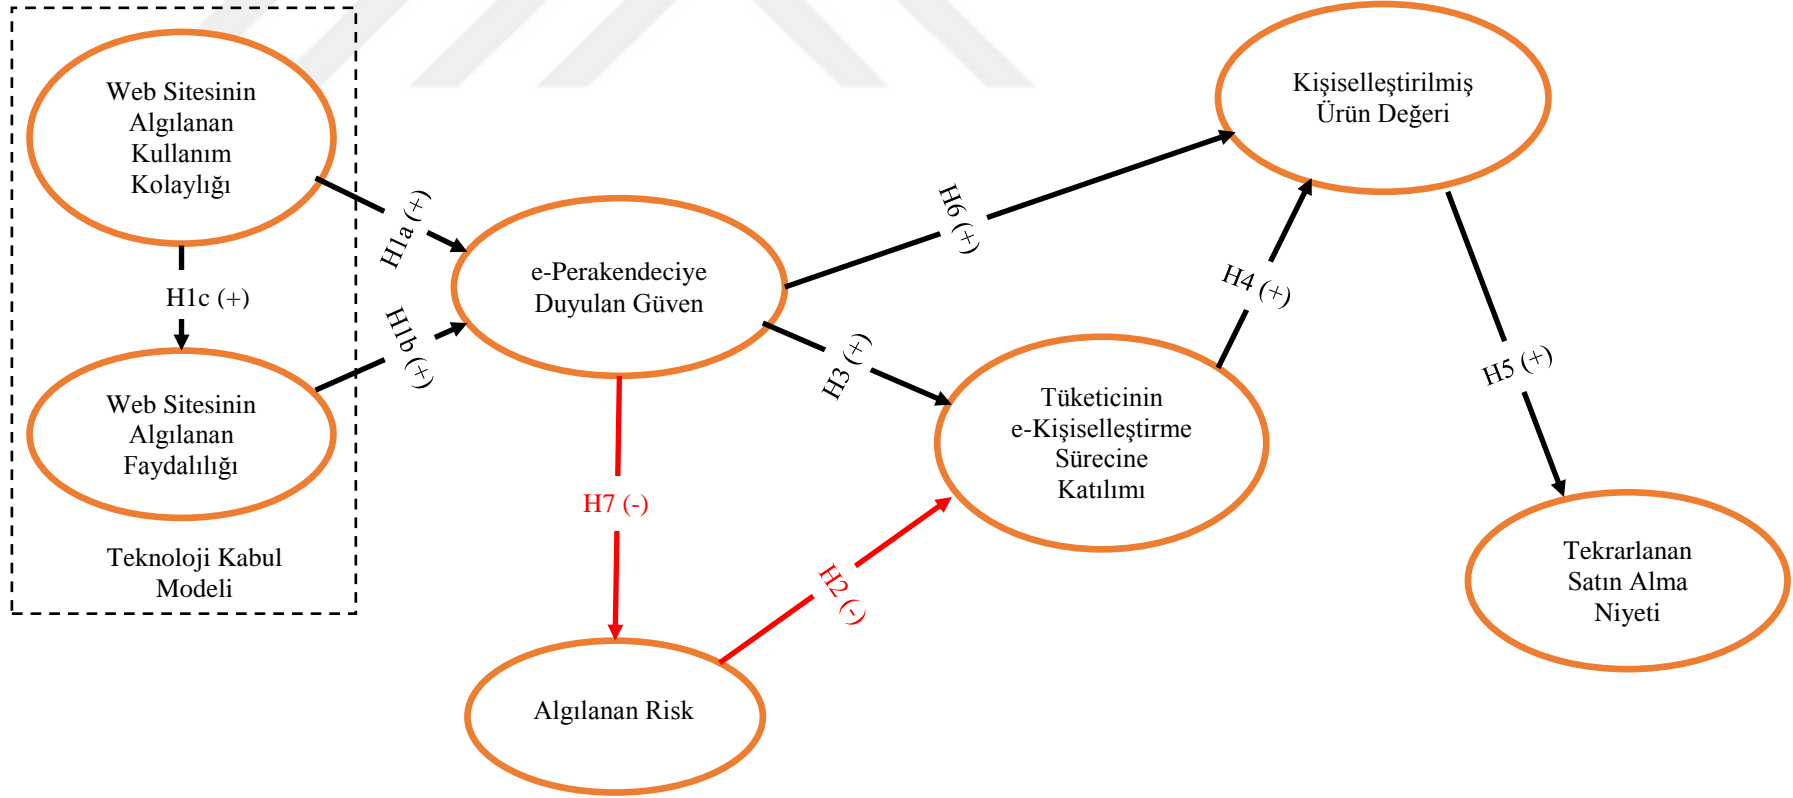 Web Sitesinin
Algılanan
Kullanım
Kolaylığı
H1c (+)
Web Sitesinin
Algılanan
Faydalılığı
Teknoloji Kabul
Modeli
H1a (+)
H1b (+)
e-Perakendeciye
Duyulan Güven
H7 (-)
Algılanan Risk
H6 (+)
H3 (+)
H2 (-)
Tüketicinin
e-Kişiselleştirme
Sürecine
Katılımı
H4 (+)
Kişiselleştirilmiş
Ürün Değeri
H5 (+)
Tekrarlanan
Satın Alma
Niyeti